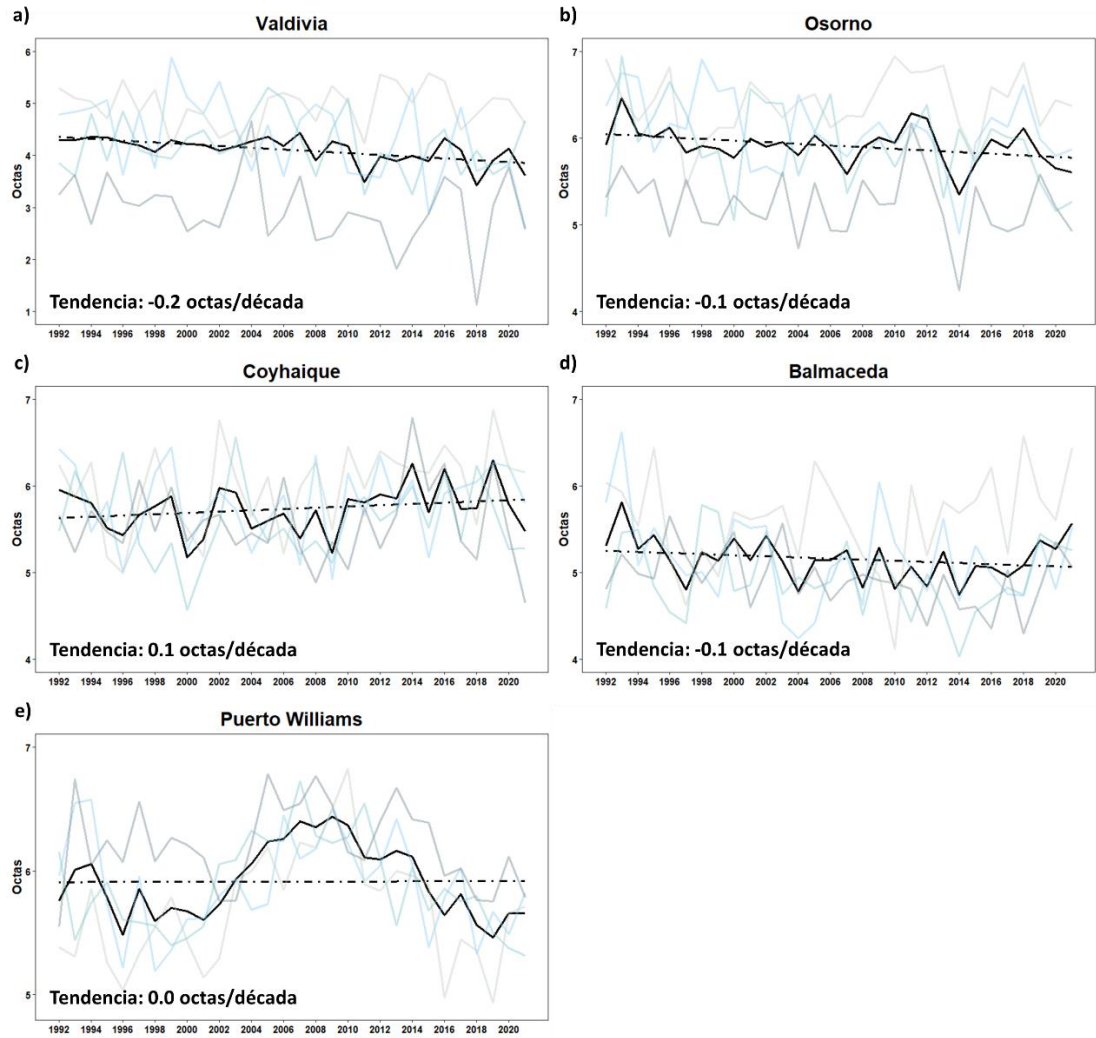 a) Valdivia
6
5
4
3
2
1
Octas
Tendencia: -0.2 octas/década
1992 1994 1996 1998 2000 2002 2004 2006 2008 2010 2012 2014 2016 2018 2020
b) Osorno
7
6
5
4
Octas
Tendencia: -0.1 octas/década
1992 1994 1996 1998 2000 2002 2004 2006 2008 2010 2012 2014 2016 2018 2020
c) Coyhaique
7
6
5
4
Octas
Tendencia: 0.1 octas/década
1992 1994 1996 1998 2000 2002 2004 2006 2008 2010 2012 2014 2016 2018 2020
d) Balmaceda
7
6
5
4
Octas
Tendencia: -0.1 octas/década
1992 1994 1996 1998 2000 2002 2004 2006 2008 2010 2012 2014 2016 2018 2020
e) Puerto Williams
7
6
5
Octas
Tendencia: 0.0 octas/década
1992 1994 1996 1998 2000 2002 2004 2006 2008 2010 2012 2014 2016 2018 2020